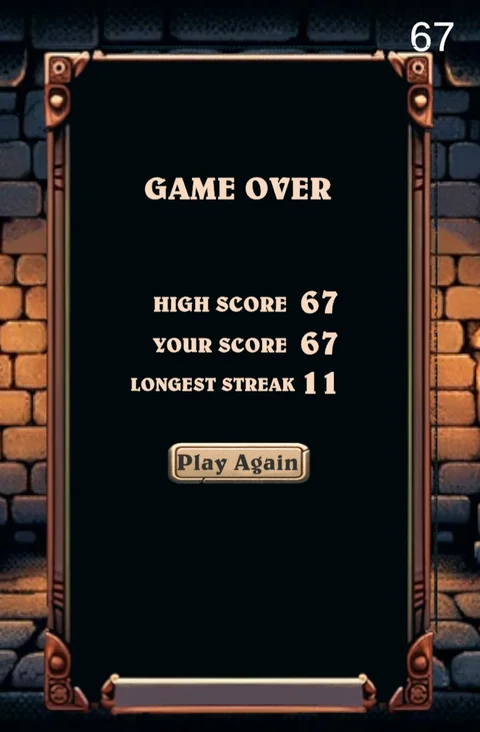 67
GAME OVER
HIGH SCORE 67
YOUR SCORE 67
LONGEST STREAK 11
Play Again